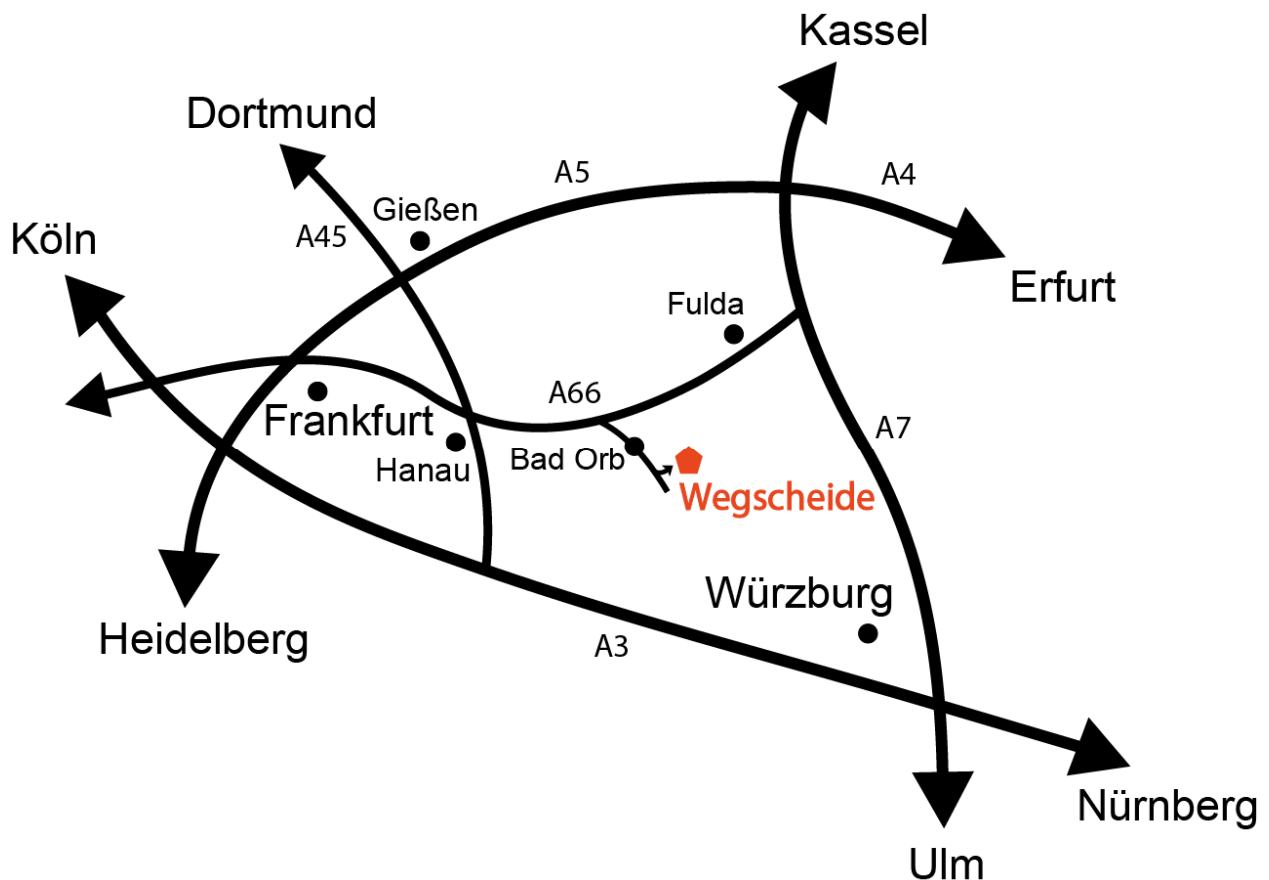 Kassel
Dortmund
A5
A4
Gießen
A45
Köln
Erfurt
Fulda
A66
Frankfurt
A7
Hanau
Bad Orb
Wegscheide
Würzburg
Heidelberg
A3
Nürnberg
Ulm